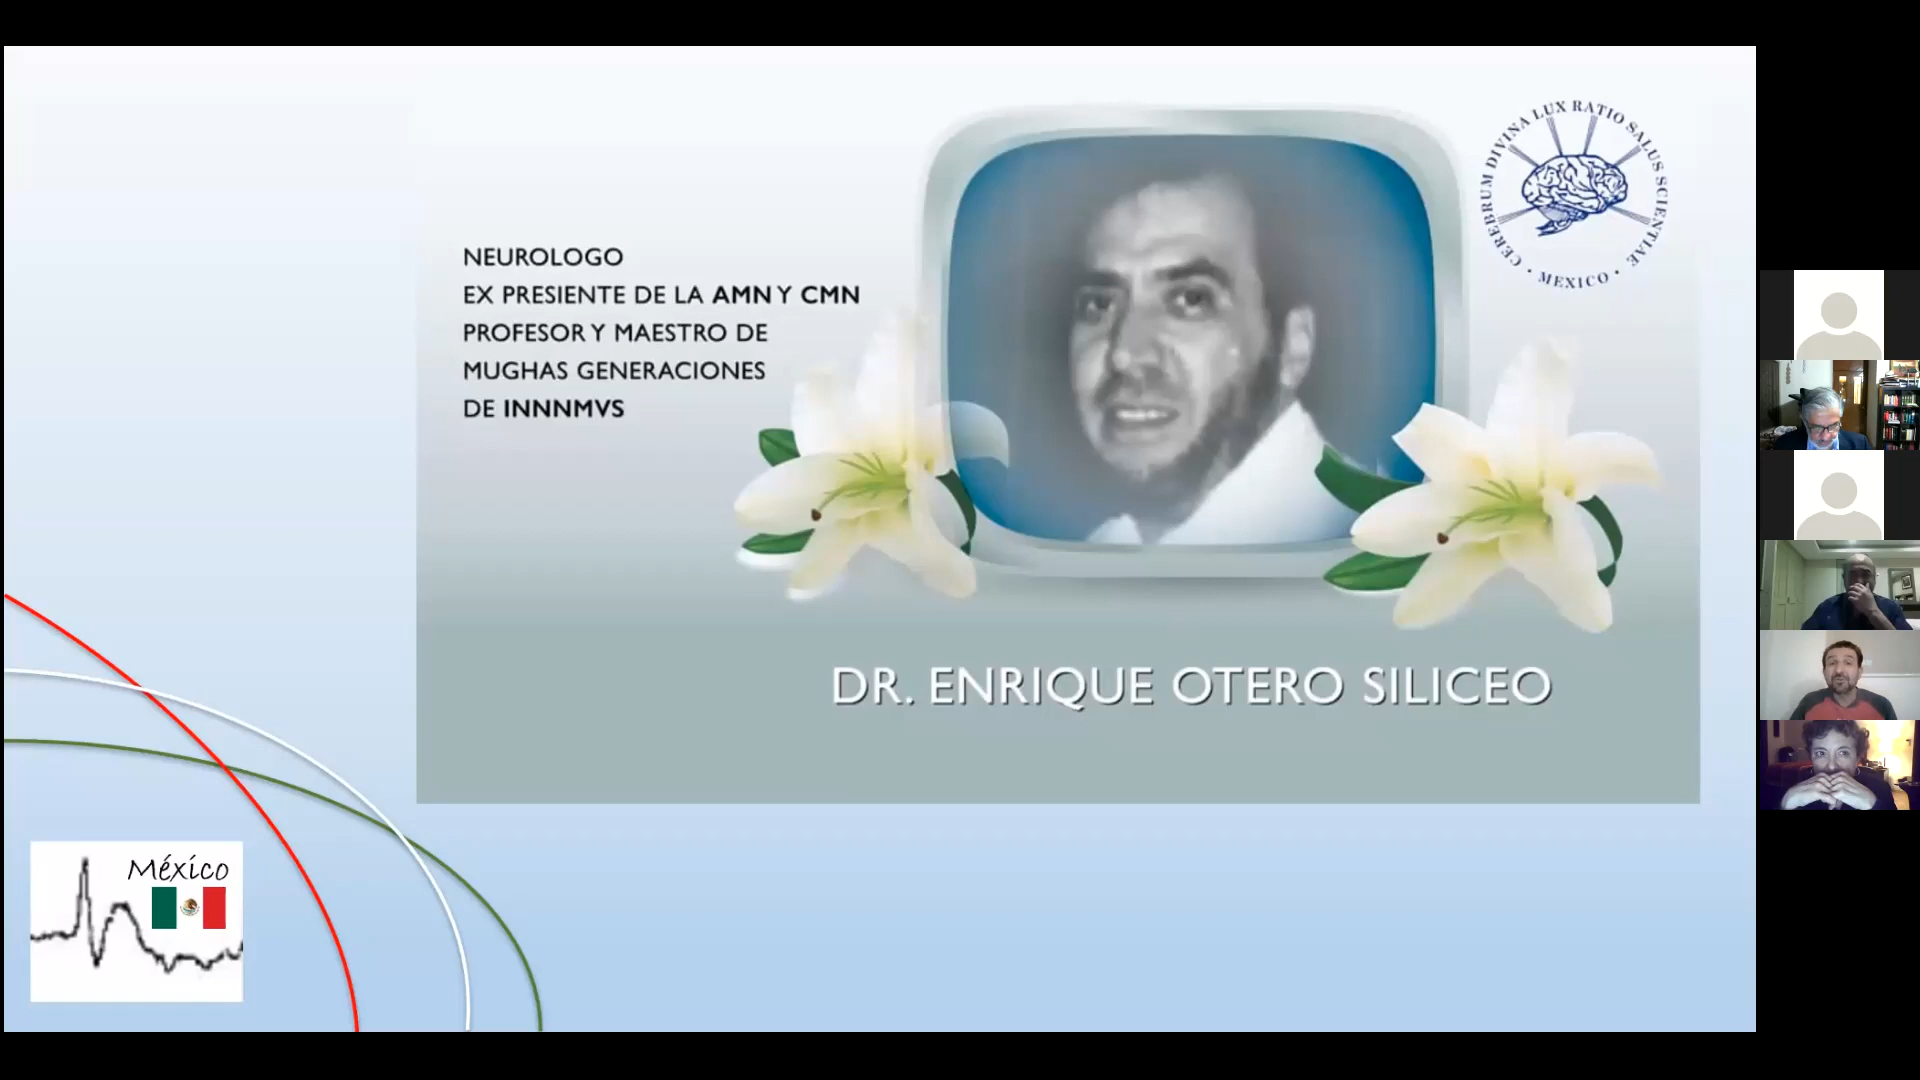 NEUROLOGO
EX PRESIENTE DE LA AMN Y CMN
PROFESOR Y MAESTRO DE
MUGHAS GENERACIONES
DE INNNMVS
CEREBRUM DIVINA LUX RATIO SALUS SCIENTIAE
• MEXICO •
DR. ENRIQUE OTERO SILICEO
México